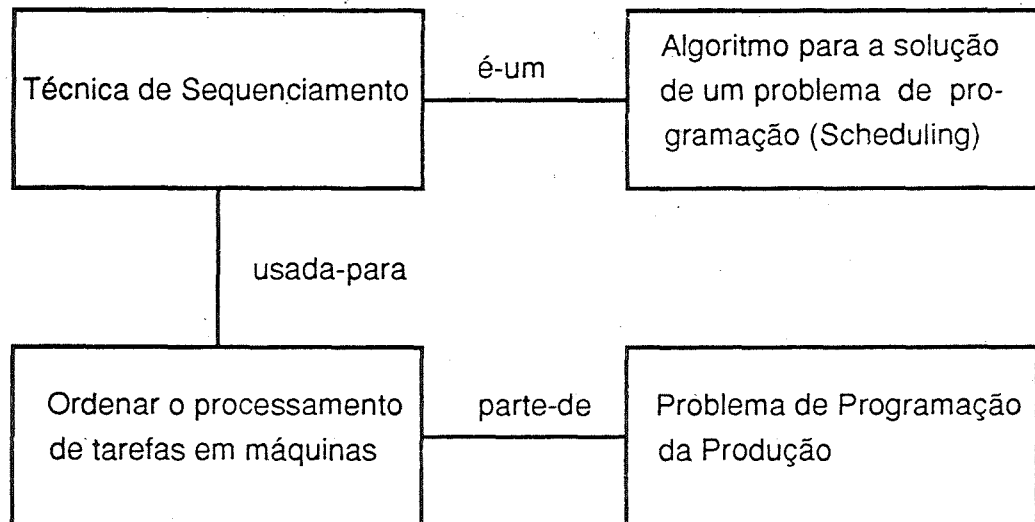 Técnica de Sequenciamento
é-um
Algoritmo para a solução
de um problema de pro-
gramação (Scheduling)
usada-para
Ordenar o processamento
de tarefas em máquinas
parte-de
Problema de Programação
da Produção